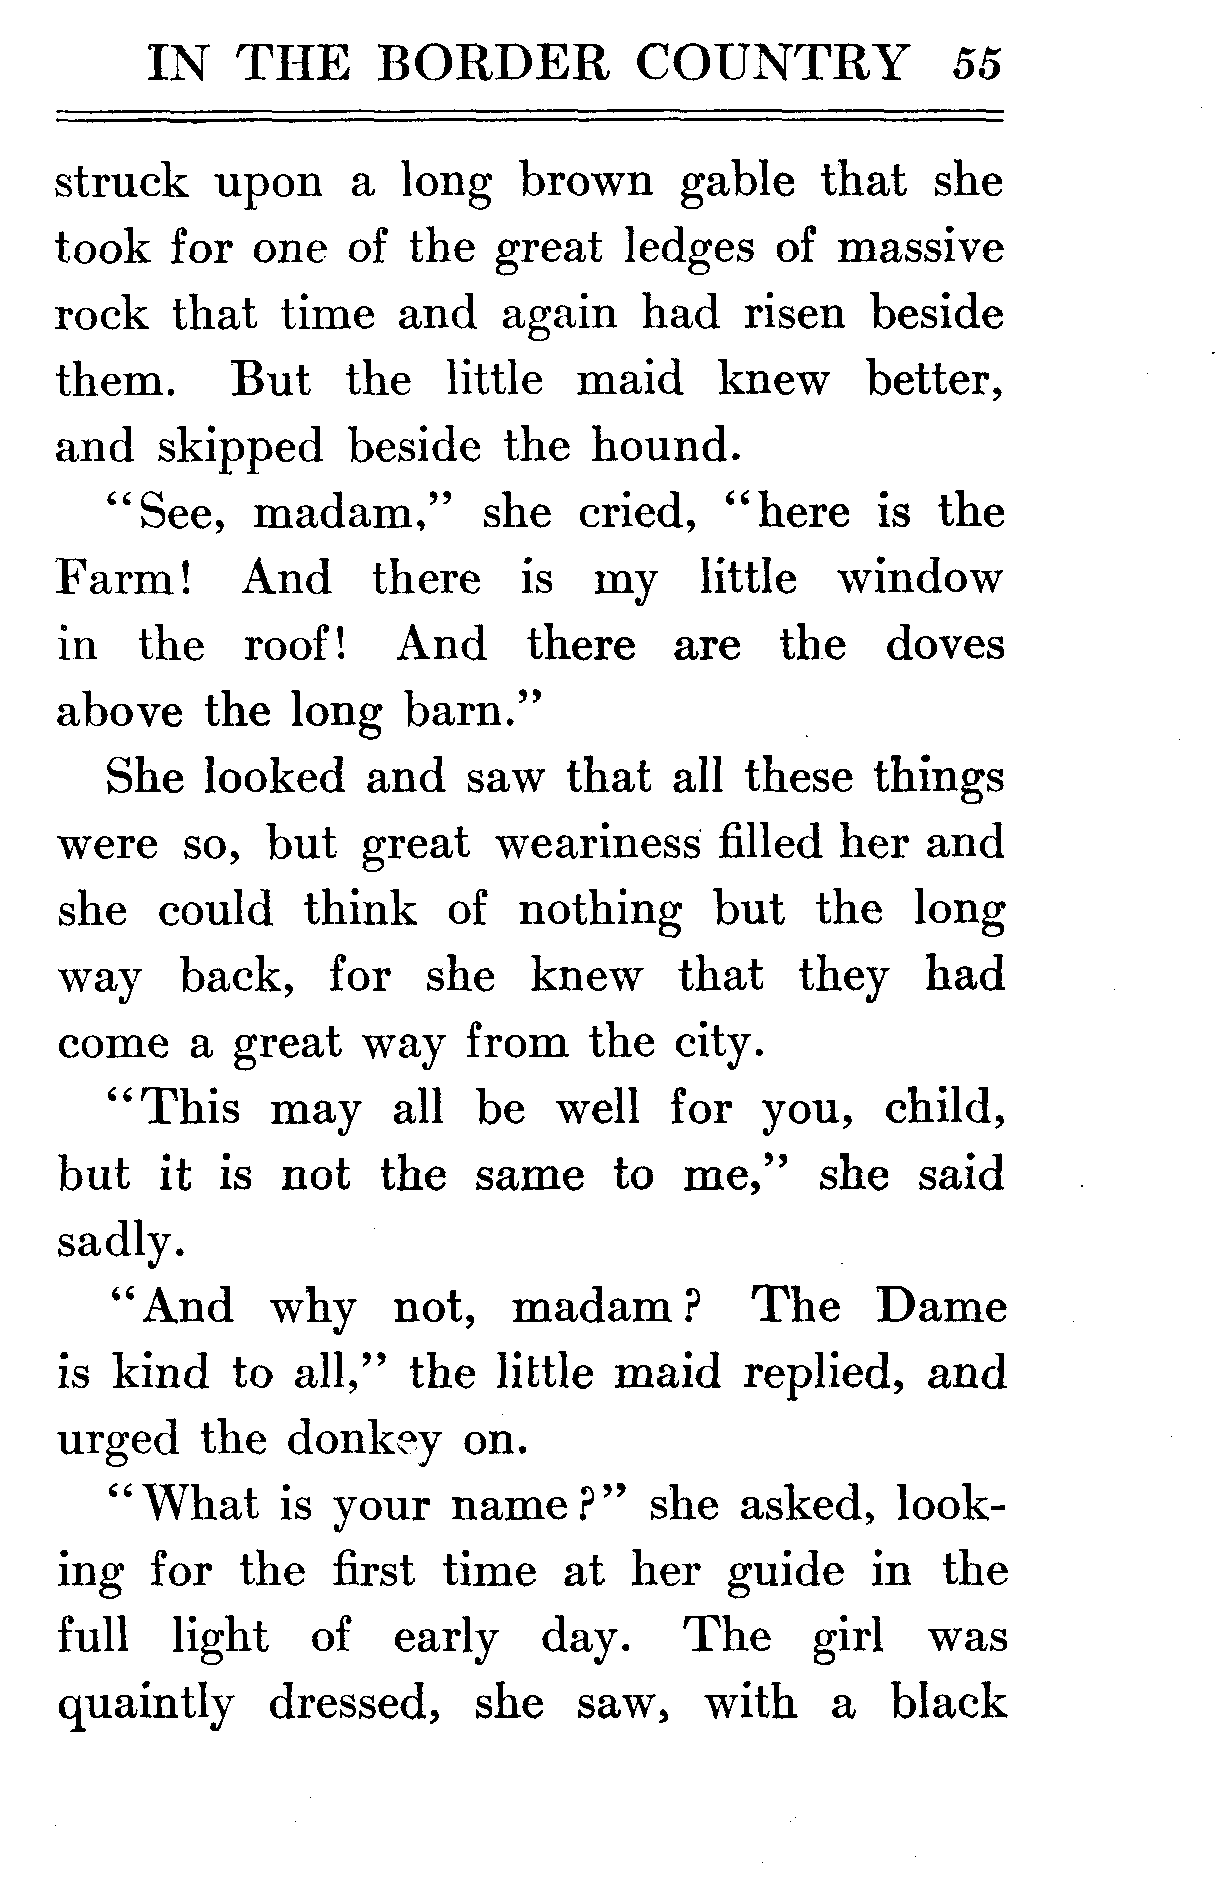 IN THE BORDER COUNTRY 55
struck upon a long brown gable that she
took for one of the great ledges of massive
rock that time and again had risen beside
them. But the little maid knew better,
and skipped beside the hound.
“See, madam,” she cried, “here is the
Farm! And there is my little window
in the roof! And there are the doves
above the long barn.”
She looked and saw that all these things
were so, but great weariness filled her and
she could think of nothing but the long
way back, for she knew that they had
come a great way from the city.
“This may all be well for you, child,
but it is not the same to me,” she said
sadly.
“And why not, madam? The Dame
is kind to all,” the little maid replied, and
urged the donkey on.
“What is your name?” she asked, look-
ing for the first time at her guide in the
full light of early day. The girl was
quaintly dressed, she saw, with a black